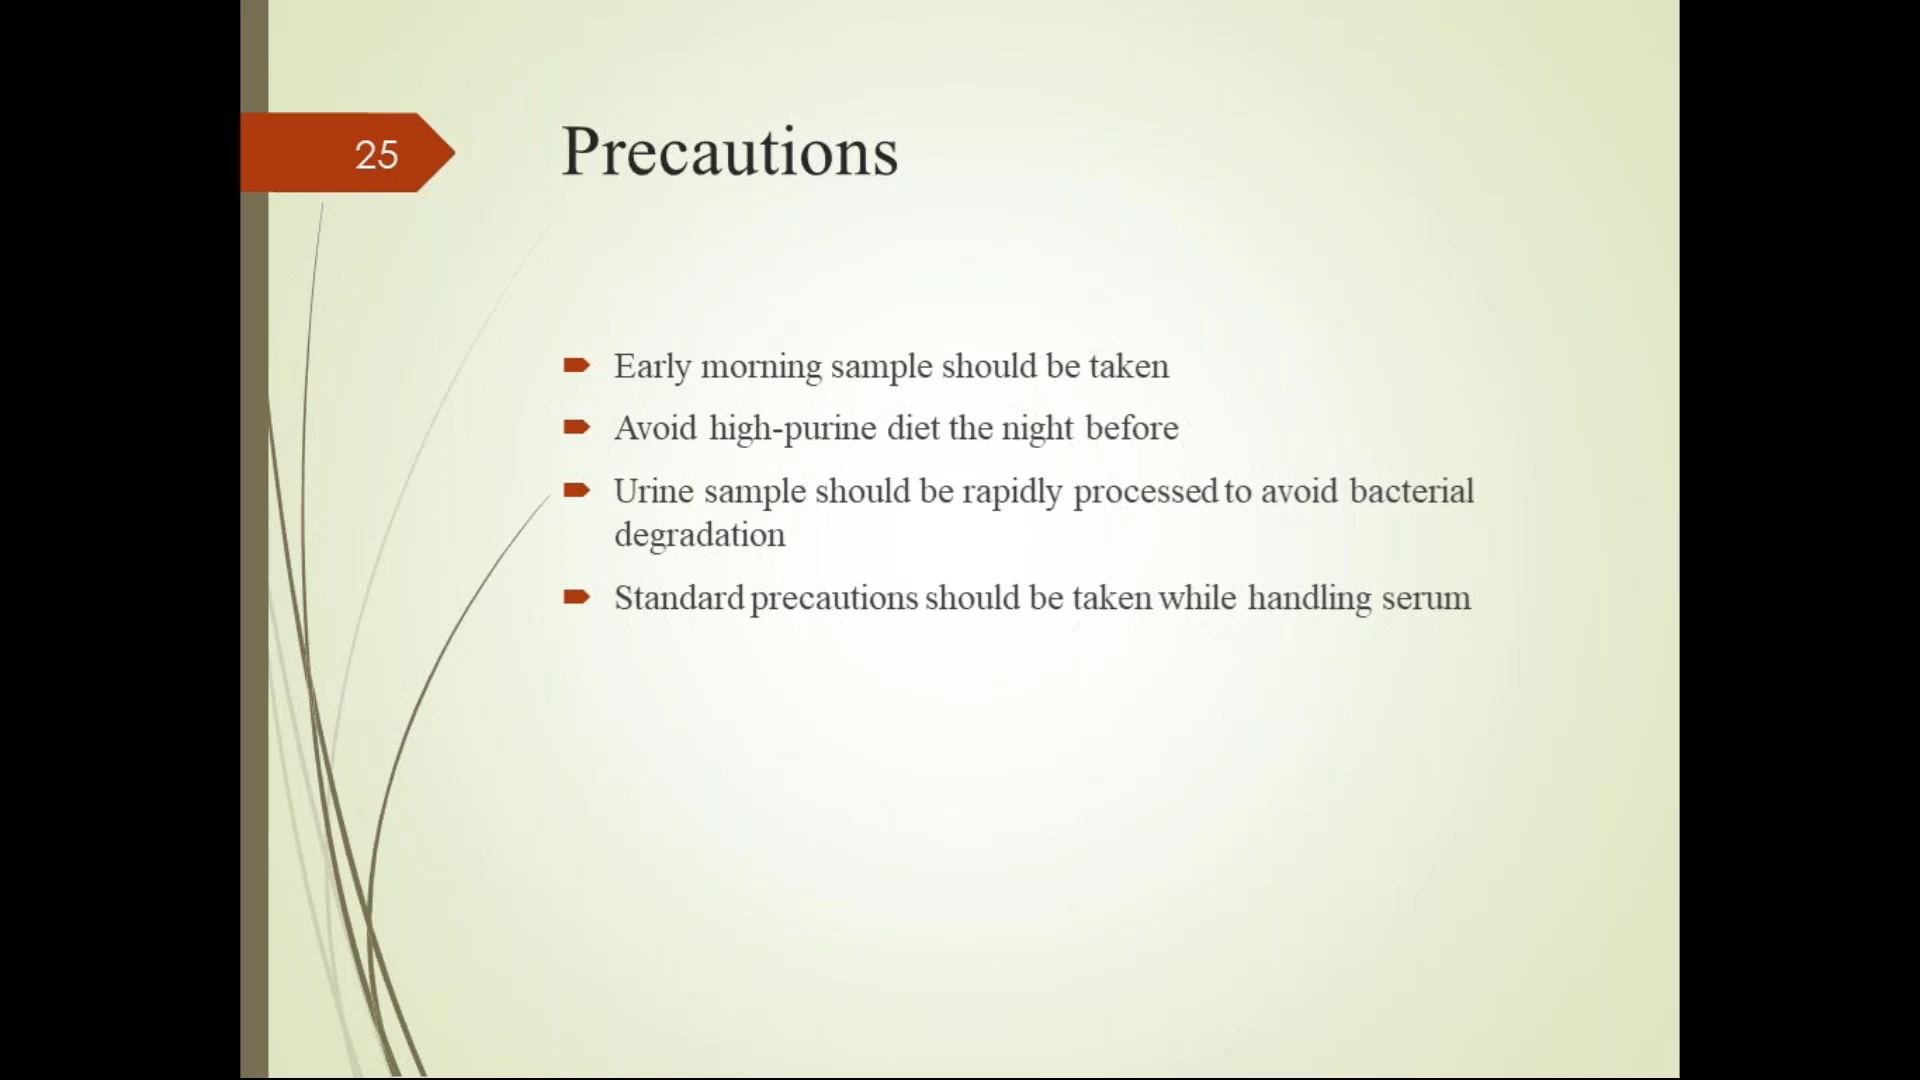 25
Precautions
Early morning sample should be taken
Avoid high-purine diet the night before
Urine sample should be rapidly processed to avoid bacterial
degradation
Standard precautions should be taken while handling serum